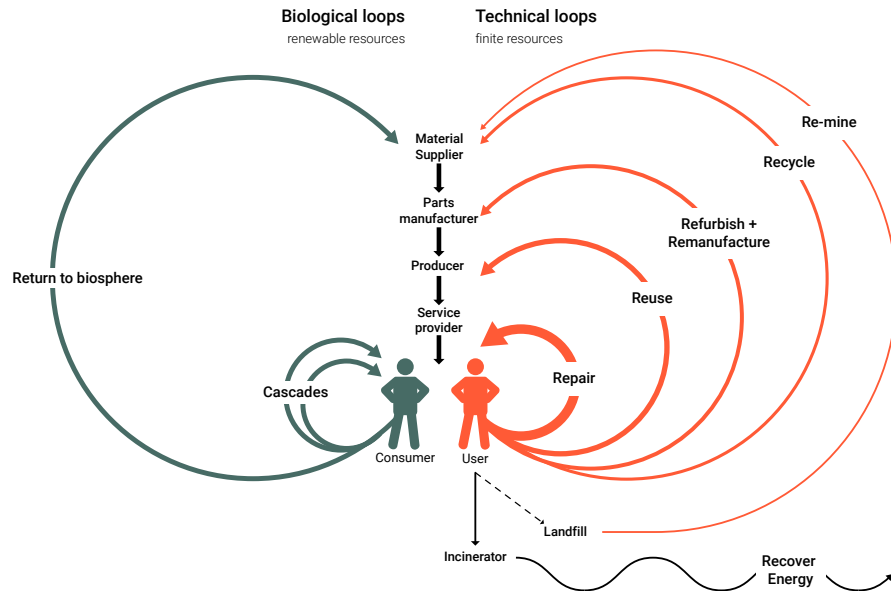 Biological loops
renewable resources
Technical loops
finite resources
Re-mine
Material
Supplier
Recycle
Parts
manufacturer
Refurbish +
Remanufacture
Return to biosphere
Producer
Reuse
Service
provider
Cascades
Repair
Consumer
User
Landfill
Incinerator
Recover
Energy